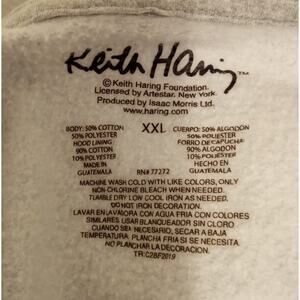 Keith Haring™
© Keith Haring Foundation.
Licensed by Artestar, New York.
Produced by Isaac Morris Ltd.
www.haring.com
BODY: 50% COTTON
50% POLYESTER
HOOD LINING
90% COTTON
10% POLYESTER
MADE IN
GUATEMALA
XXL
RN# 77272
CUERPO: 50% ALGODON
50% POLIESTER
FORRO DE CAPUCHA:
90% ALGODON
10% POLIESTER
HECHO EN
GUATEMALA
MACHINE WASH COLD WITH LIKE COLORS, ONLY
NON-CHLORINE BLEACH WHEN NEEDED.
TUMBLE DRY LOW COOL IRON AS NEEDED.
DO NOT IRON DECORATION.
LAVAR EN LAVADORA CON AGUA FRIA CON COLORES
SIMILARES USAR BLANQUEADOR SIN CLORO
CUANDO SEA NECESARIO, SECAR A BAJA
TEMPERATURA. PLANCHA FRIA SI SE NECESITA.
NO PLANCHAR LA DECORACION.
TR:C28F2019